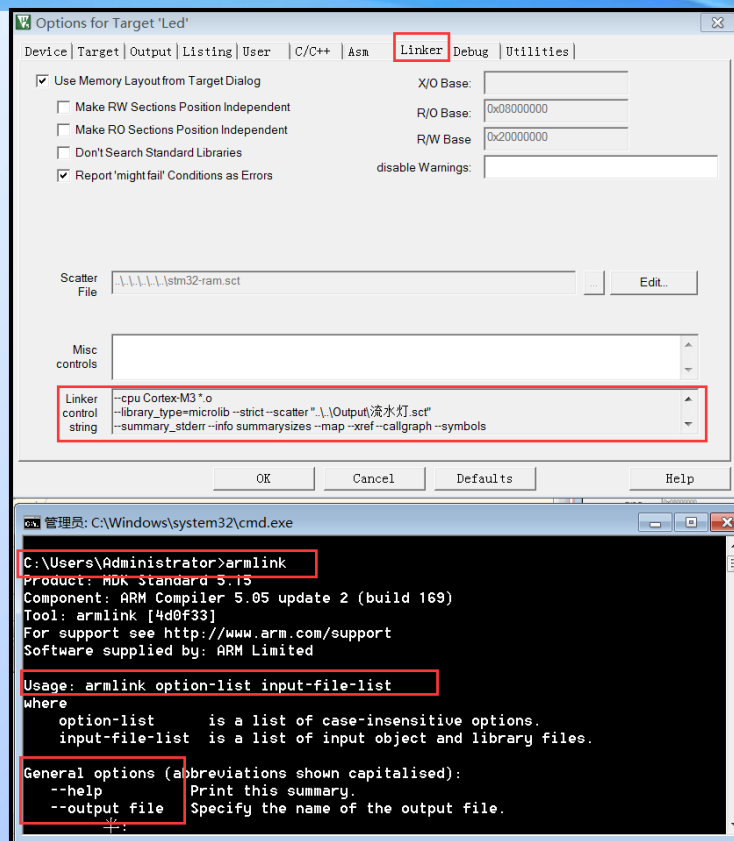 Options for Target 'Led'
Device Target Output Listing User C/C++ Asm Linker Debug Utilities
Use Memory Layout from Target Dialog
X/O Base:
Make RW Sections Position Independent
R/O Base: 0x08000000
Make RO Sections Position Independent
R/W Base 0x20000000
Don't Search Standard Libraries
disable Warnings:
Report 'might fail' Conditions as Errors
Scatter File
..\..\..\..\..\..\stm32-ram.sct
... Edit...
Misc controls
Linker control string
--cpu Cortex-M3 *.o
--library_type=microlib --strict --scatter "..\..\Output\流水灯.sct"
--summary_stderr --info summarysizes --map --xref --callgraph --symbols
OK Cancel Defaults Help
管理员: C:\Windows\system32\cmd.exe
C:\Users\Administrator>armlink
Product: MDK Standard 5.15
Component: ARM Compiler 5.05 update 2 (build 169)
Tool: armlink [4d0f33]
For support see http://www.arm.com/support
Software supplied by: ARM Limited
Usage: armlink option-list input-file-list
where
option-list is a list of case-insensitive options.
input-file-list is a list of input object and library files.
General options (abbreviations shown capitalised):
--help Print this summary.
--output file Specify the name of the output file.
半: